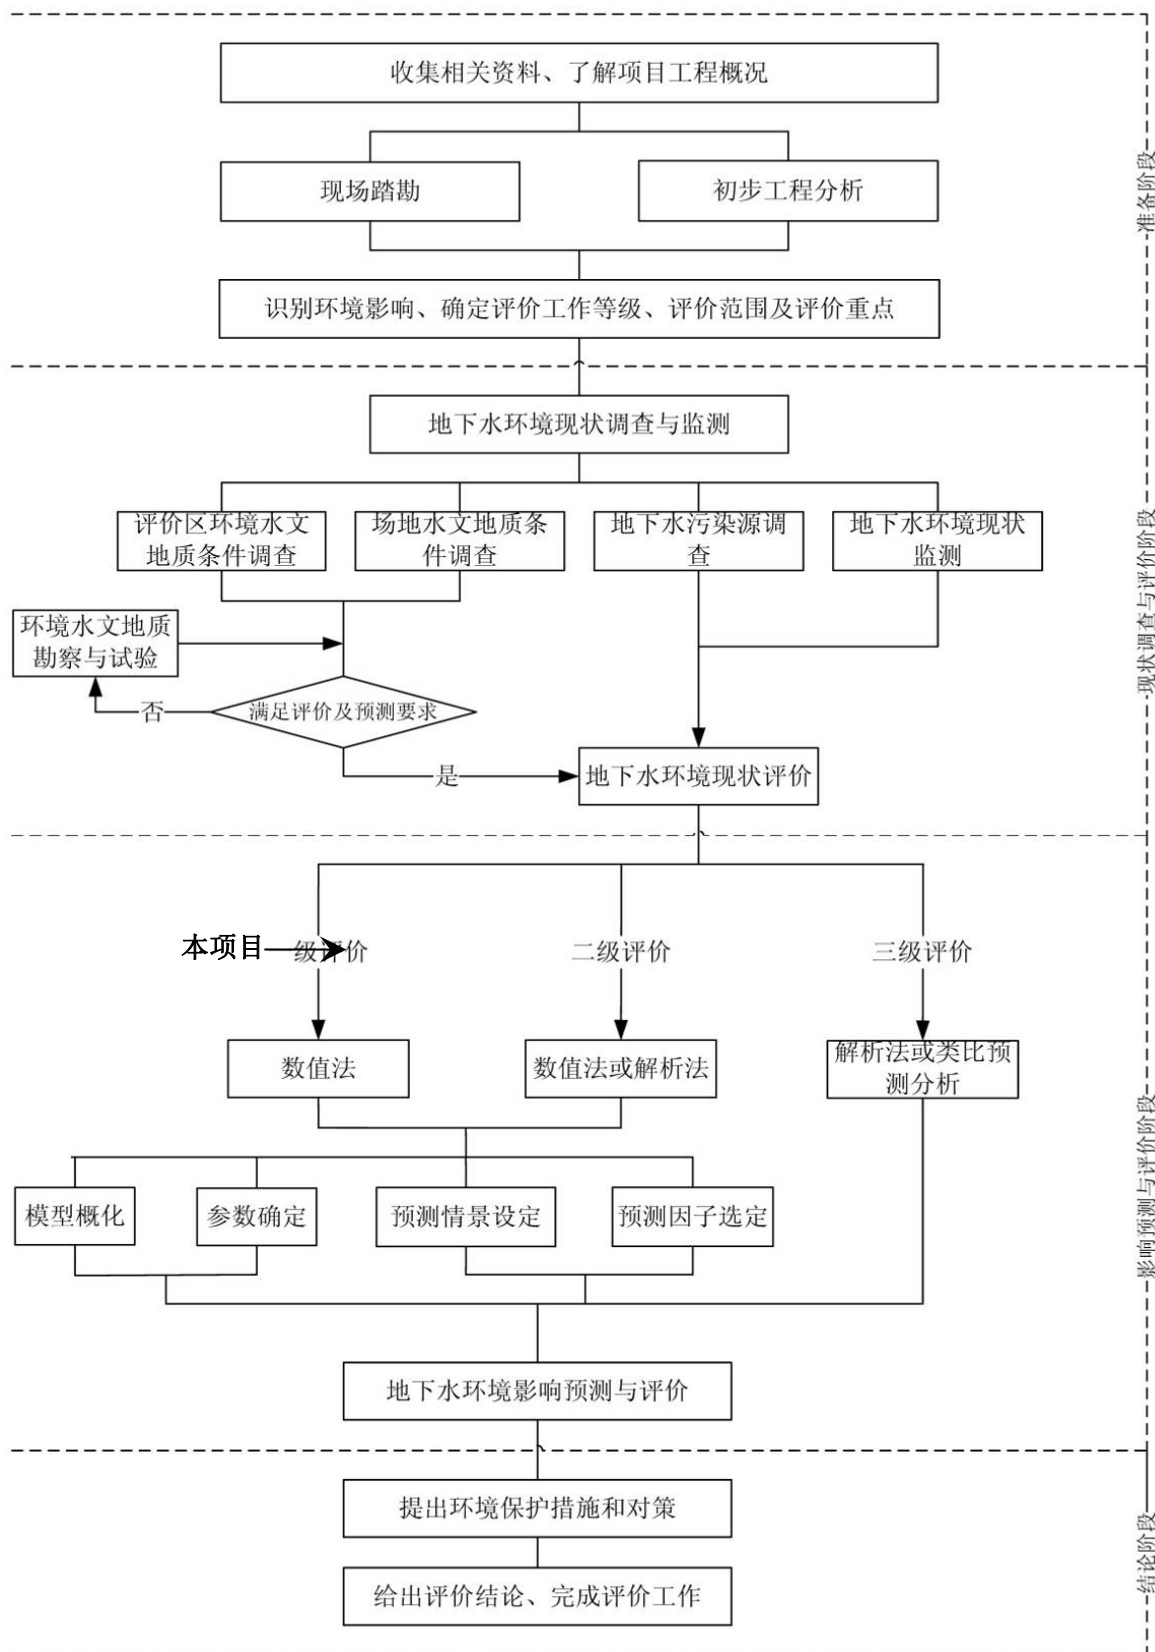 收集相关资料、了解项目工程概况
现场踏勘
初步工程分析
识别环境影响、确定评价工作等级、评价范围及评价重点
准备阶段
地下水环境现状调查与监测
评价区环境水文
地质条件调查
场地水文地质条
件调查
地下水污染源调
查
地下水环境现状
监测
环境水文地质
勘察与试验
满足评价及预测要求
否
是
地下水环境现状评价
现状调查与评价阶段
本项目
级评价
二级评价
三级评价
数值法
数值法或解析法
解析法或类比预
测分析
模型概化
参数确定
预测情景设定
预测因子选定
地下水环境影响预测与评价
影响预测与评价阶段
提出环境保护措施和对策
给出评价结论、完成评价工作
结论阶段